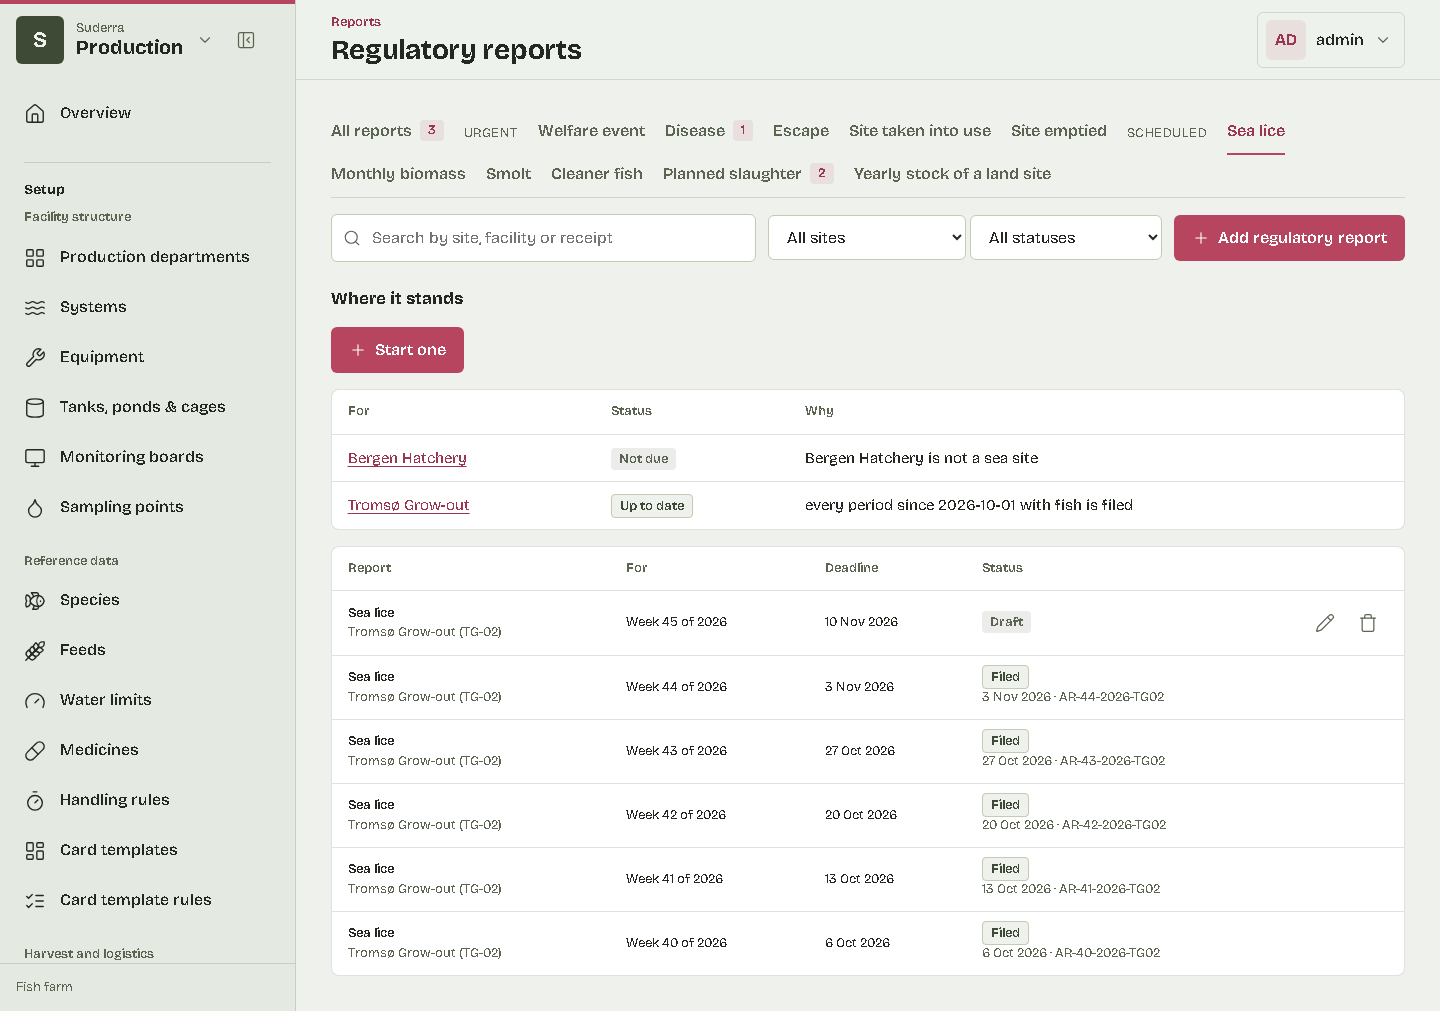 S
Suderra
Production
Overview
Setup
Facility structure
Production departments
Systems
Equipment
Tanks, ponds & cages
Monitoring boards
Sampling points
Reference data
Species
Feeds
Water limits
Medicines
Handling rules
Card templates
Card template rules
Harvest and logistics
Fish farm
Reports
Regulatory reports
AD admin
All reports 3 URGENT Welfare event Disease 1 Escape Site taken into use Site emptied SCHEDULED Sea lice
Monthly biomass Smolt Cleaner fish Planned slaughter 2 Yearly stock of a land site
Search by site, facility or receipt All sites All statuses + Add regulatory report
Where it stands
+ Start one
For Status Why
Bergen Hatchery Not due Bergen Hatchery is not a sea site
Tromsø Grow-out Up to date every period since 2026-10-01 with fish is filed
Report For Deadline Status
Sea lice
Tromsø Grow-out (TG-02) Week 45 of 2026 10 Nov 2026 Draft
Sea lice Filed
Tromsø Grow-out (TG-02) Week 44 of 2026 3 Nov 2026 3 Nov 2026 · AR-44-2026-TG02
Sea lice Filed
Tromsø Grow-out (TG-02) Week 43 of 2026 27 Oct 2026 27 Oct 2026 · AR-43-2026-TG02
Sea lice Filed
Tromsø Grow-out (TG-02) Week 42 of 2026 20 Oct 2026 20 Oct 2026 · AR-42-2026-TG02
Sea lice Filed
Tromsø Grow-out (TG-02) Week 41 of 2026 13 Oct 2026 13 Oct 2026 · AR-41-2026-TG02
Sea lice Filed
Tromsø Grow-out (TG-02) Week 40 of 2026 6 Oct 2026 6 Oct 2026 · AR-40-2026-TG02